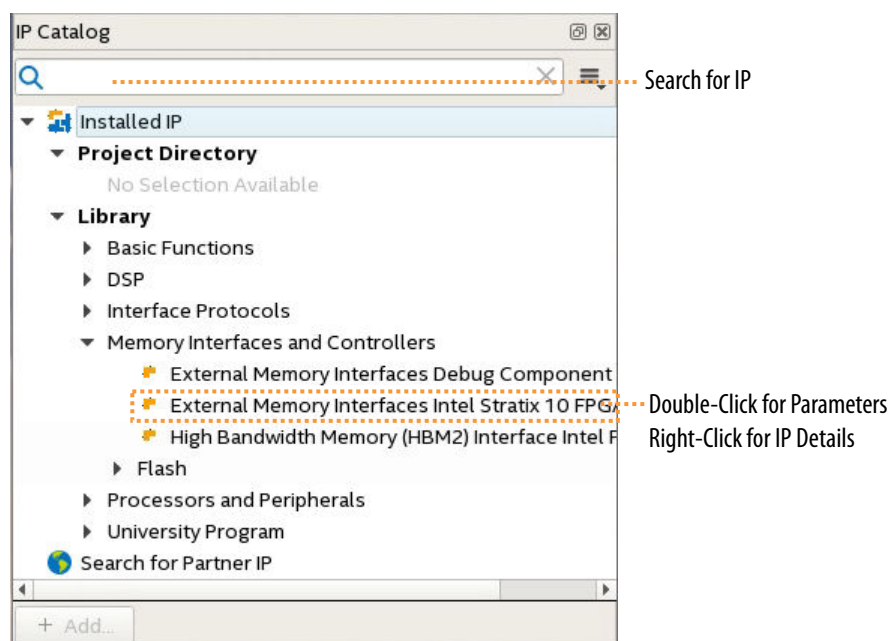 IP Catalog
Search for IP
Installed IP
Project Directory
No Selection Available
Library
Basic Functions
DSP
Interface Protocols
Memory Interfaces and Controllers
External Memory Interfaces Debug Component
External Memory Interfaces Intel Stratix 10 FPGA
Double-Click for Parameters
High Bandwidth Memory (HBM2) Interface Intel F
Right-Click for IP Details
Flash
Processors and Peripherals
University Program
Search for Partner IP
+ Add...